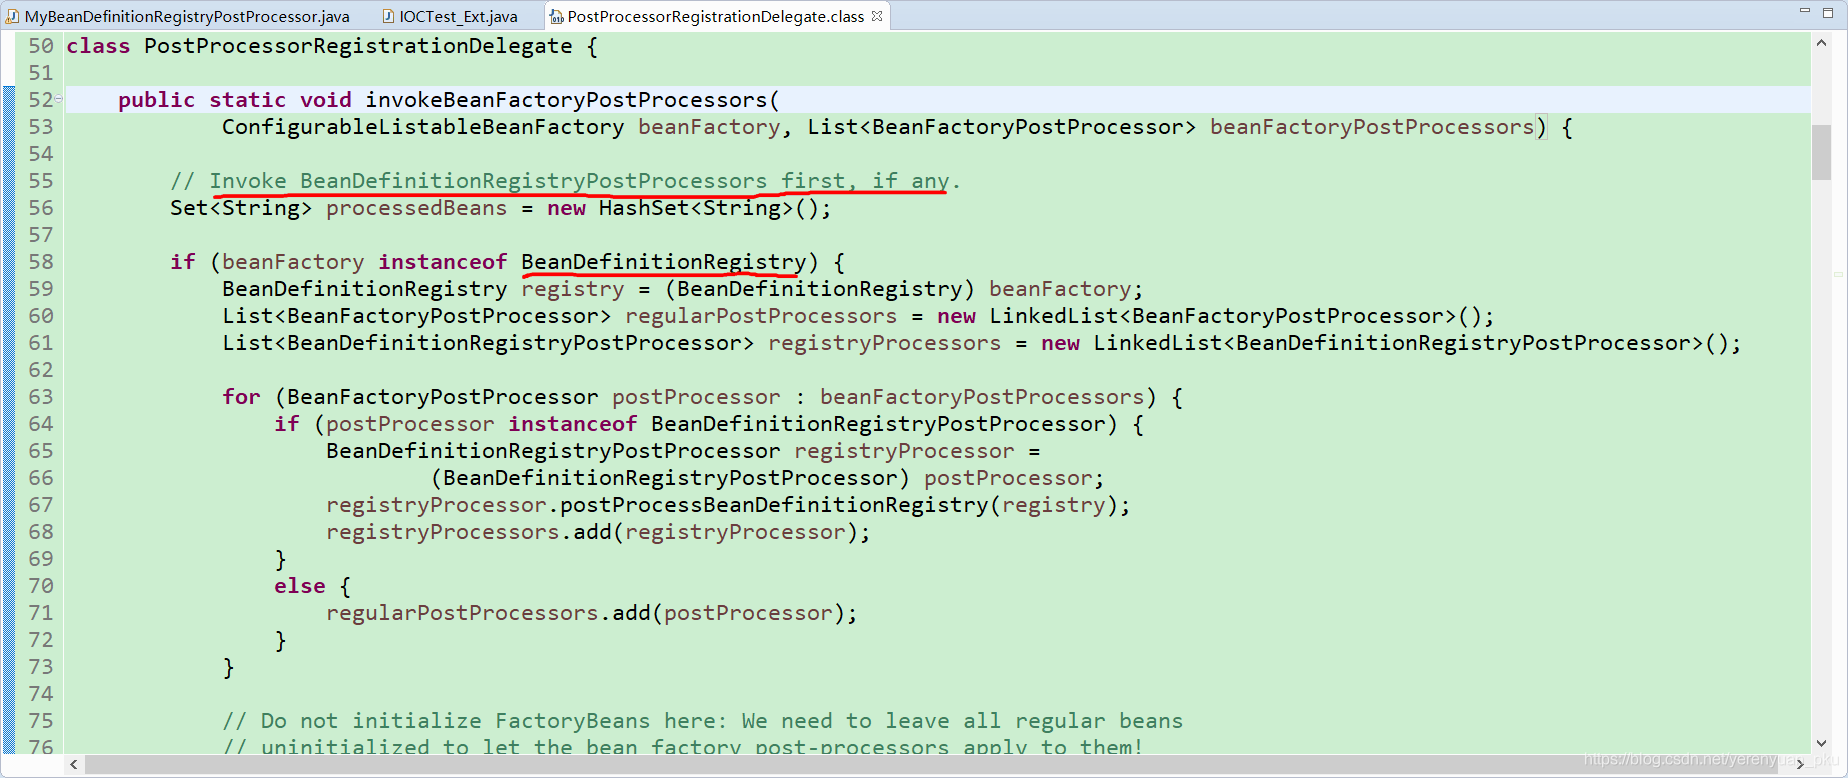 MyBeanDefinitionRegistryPostProcessor.java IOCTest_Ext.java PostProcessorRegistrationDelegate.class
50 class PostProcessorRegistrationDelegate {
51
52 public static void invokeBeanFactoryPostProcessors(
53 ConfigurableListableBeanFactory beanFactory, List<BeanFactoryPostProcessor> beanFactoryPostProcessors) {
54
55 // Invoke BeanDefinitionRegistryPostProcessors first, if any.
56 Set<String> processedBeans = new HashSet<String>();
57
58 if (beanFactory instanceof BeanDefinitionRegistry) {
59 BeanDefinitionRegistry registry = (BeanDefinitionRegistry) beanFactory;
60 List<BeanFactoryPostProcessor> regularPostProcessors = new LinkedList<BeanFactoryPostProcessor>();
61 List<BeanDefinitionRegistryPostProcessor> registryProcessors = new LinkedList<BeanDefinitionRegistryPostProcessor>();
62
63 for (BeanFactoryPostProcessor postProcessor : beanFactoryPostProcessors) {
64 if (postProcessor instanceof BeanDefinitionRegistryPostProcessor) {
65 BeanDefinitionRegistryPostProcessor registryProcessor =
66 (BeanDefinitionRegistryPostProcessor) postProcessor;
67 registryProcessor.postProcessBeanDefinitionRegistry(registry);
68 registryProcessors.add(registryProcessor);
69 }
70 else {
71 regularPostProcessors.add(postProcessor);
72 }
73 }
74
75 // Do not initialize FactoryBeans here: We need to leave all regular beans
76 // uninitialized to let the bean factory post-processors apply to them!